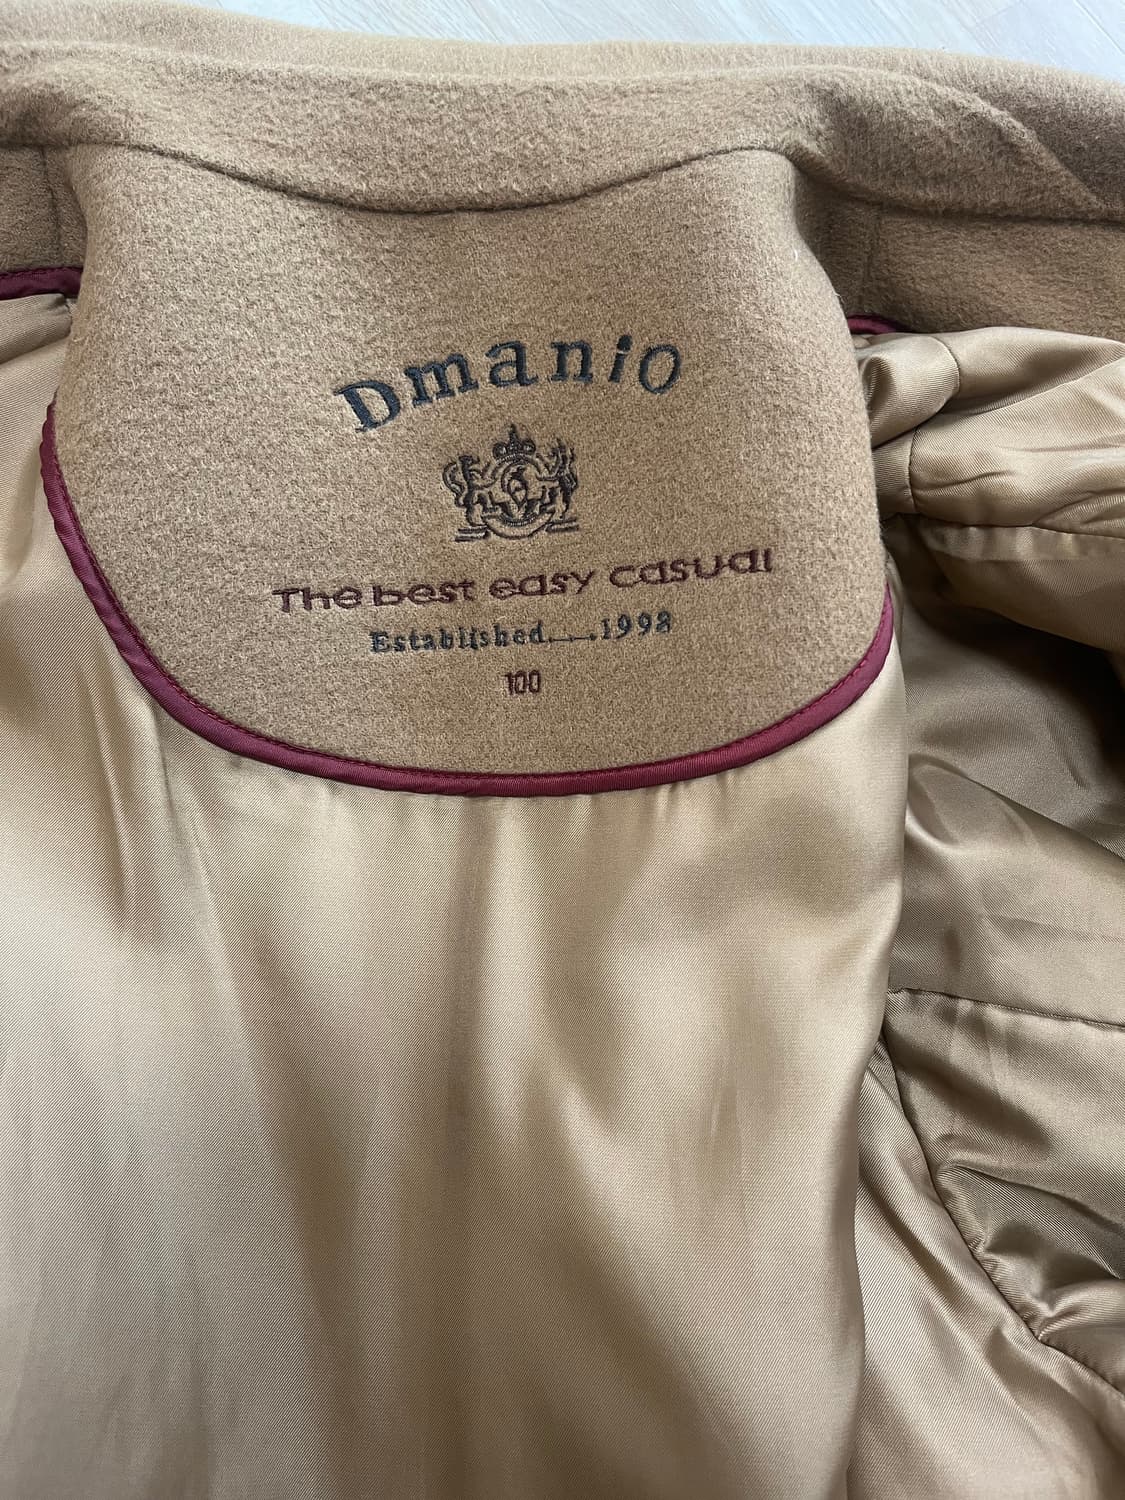 Dmanio
The best easy casual
Established....1998
100